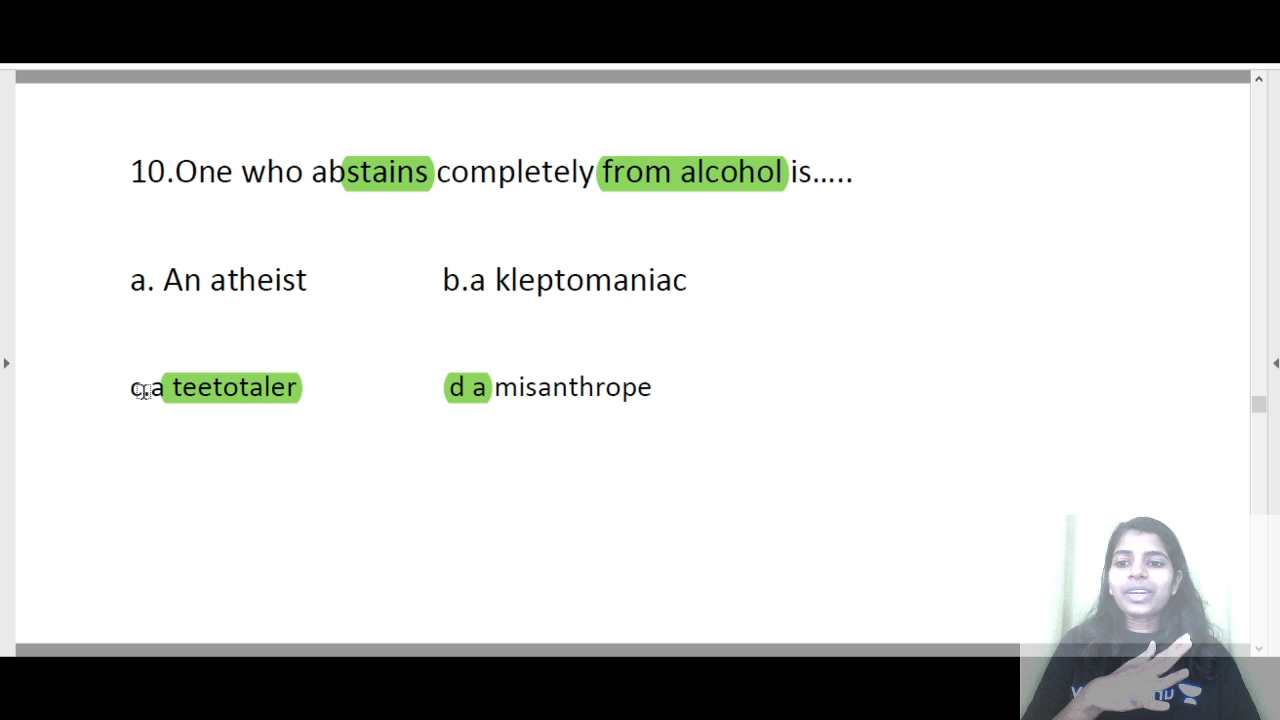 10.One who abstains completely from alcohol is.....
a. An atheist b.a kleptomaniac
c.a teetotaler d a misanthrope